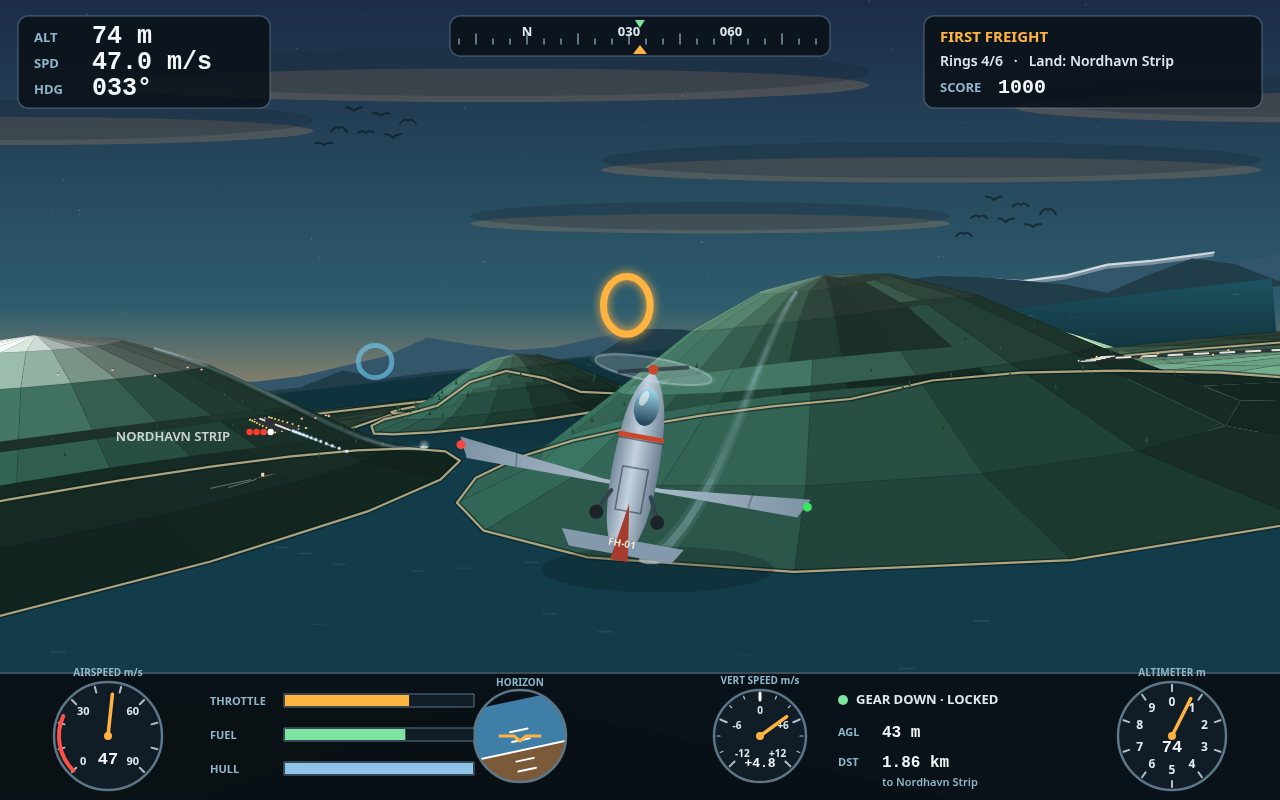 ALT 74 m
SPD 47.0 m/s
HDG 033°
N 030 060
FIRST FREIGHT
Rings 4/6 · Land: Nordhavn Strip
SCORE 1000
NORDHAVN STRIP
FH-01
AIRSPEED m/s
0 30 60 90
47
THROTTLE
FUEL
HULL
HORIZON
VERT SPEED m/s
-12 -6 0 +6 +12
+4.8
GEAR DOWN · LOCKED
AGL 43 m
DST 1.86 km
to Nordhavn Strip
ALTIMETER m
0 1 2 3 4 5 6 7 8 9
74